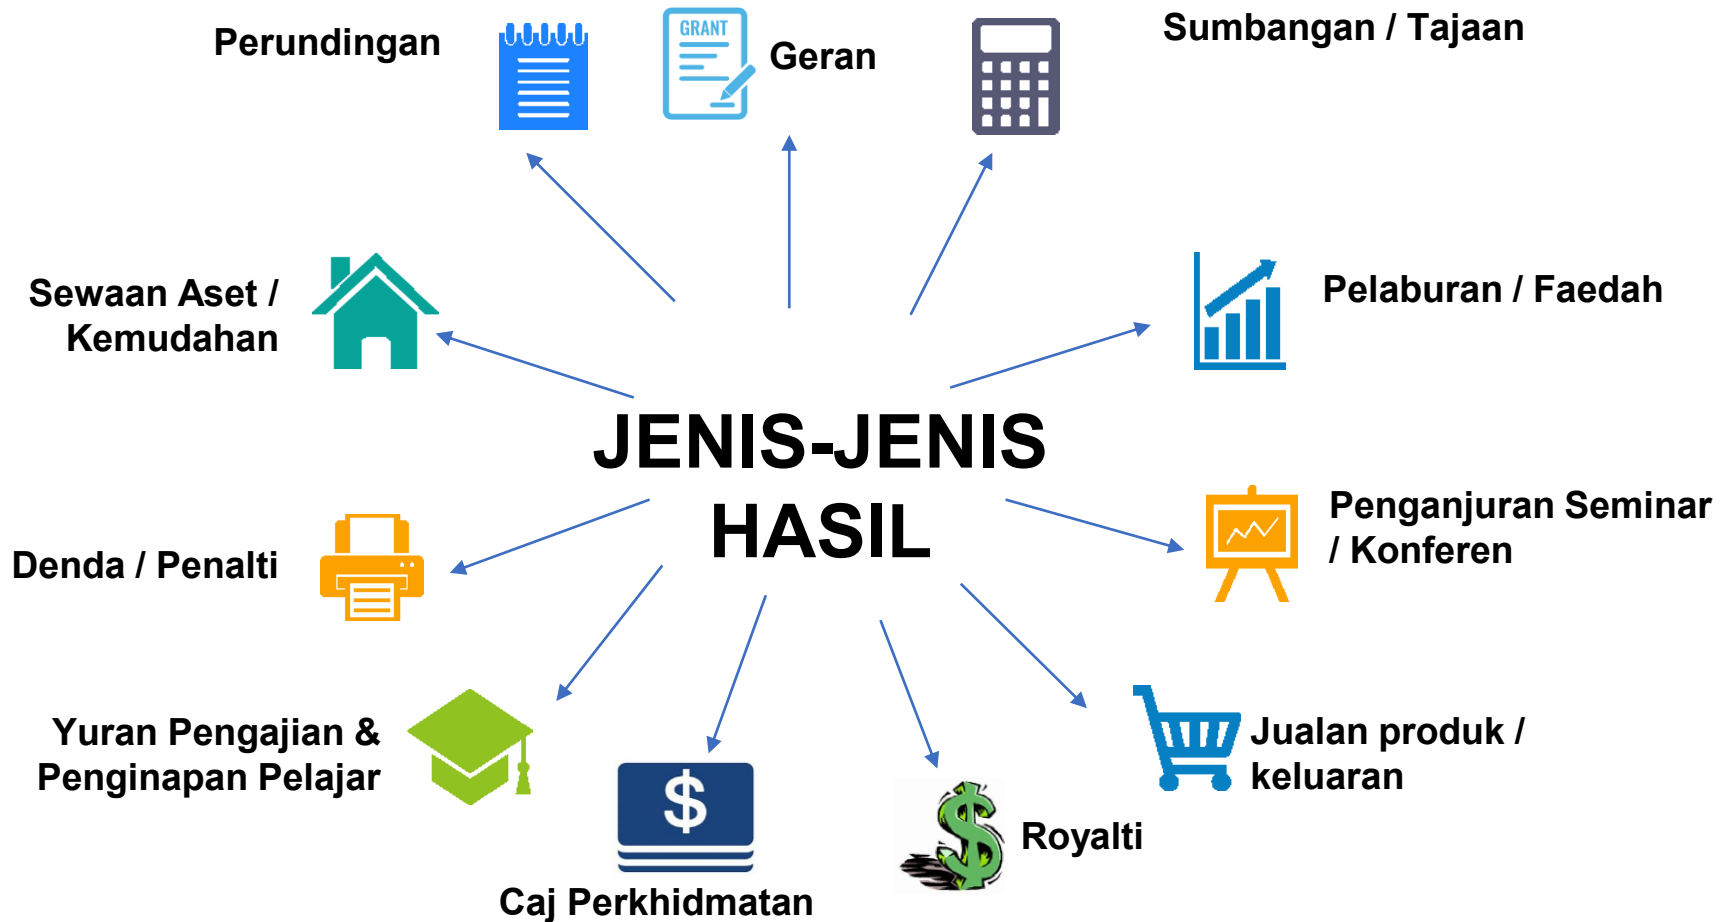 Perundingan
GRANT
Geran
Sumbangan / Tajaan
Sewaan Aset /
Kemudahan
Pelaburan / Faedah
JENIS-JENIS
HASIL
Denda / Penalti
Penganjuran Seminar
/ Konferen
Yuran Pengajian &
Penginapan Pelajar
$
Caj Perkhidmatan
$
Royalti
Jualan produk /
keluaran